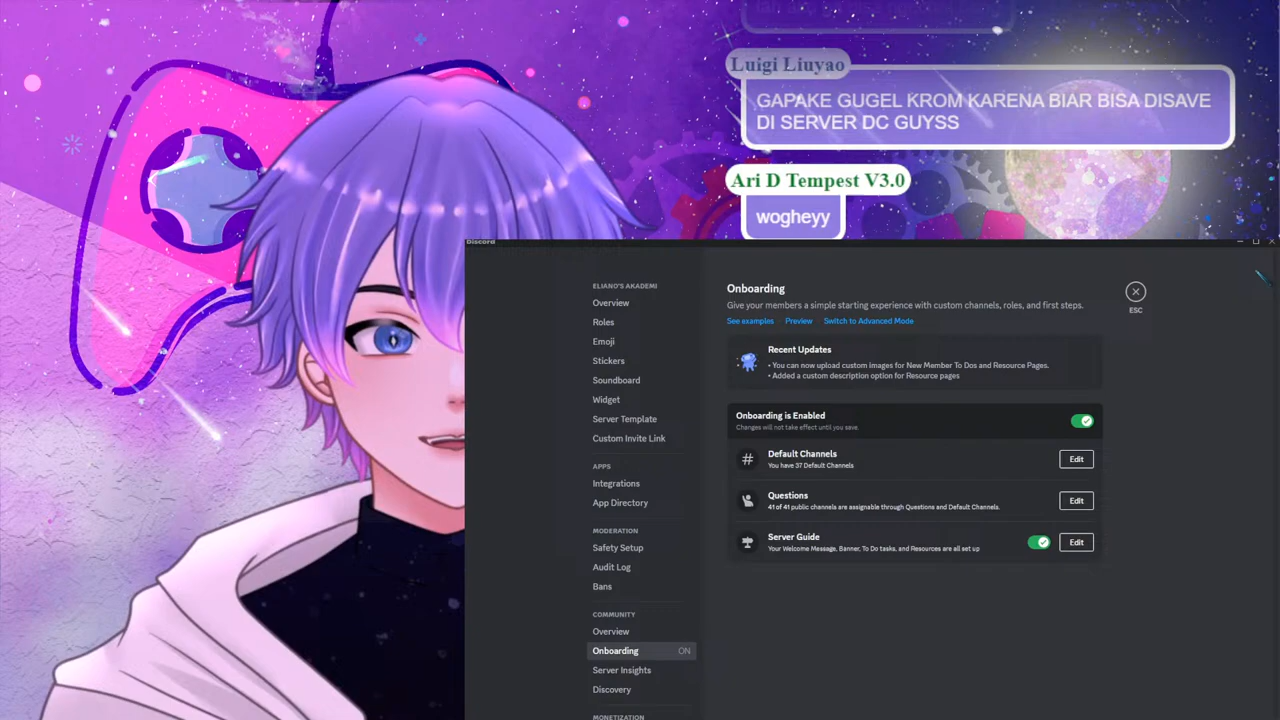 Luigi Liuyao
GAPAKE GUGEL KROM KARENA BIAR BISA DISAVE
DI SERVER DC GUYSS
Ari D Tempest V3.0
wogheyy
Discord
ELIANO'S AKADEMI
Overview
Roles
Emoji
Stickers
Soundboard
Widget
Server Template
Custom Invite Link
APPS
Integrations
App Directory
MODERATION
Safety Setup
Audit Log
Bans
COMMUNITY
Overview
Onboarding ON
Server Insights
Discovery
MONETIZATION
Onboarding
Give your members a simple starting experience with custom channels, roles, and first steps.
See examples Preview Switch to Advanced Mode
ESC
Recent Updates
• You can now upload custom images for New Member To Dos and Resource Pages.
• Added a custom description option for Resource pages
Onboarding is Enabled
Changes will not take effect until you save.
Default Channels
You have 37 Default Channels
Edit
Questions
41 of 41 public channels are assignable through Questions and Default Channels.
Edit
Server Guide
Your Welcome Message, Banner, To Do tasks, and Resources are all set up
Edit